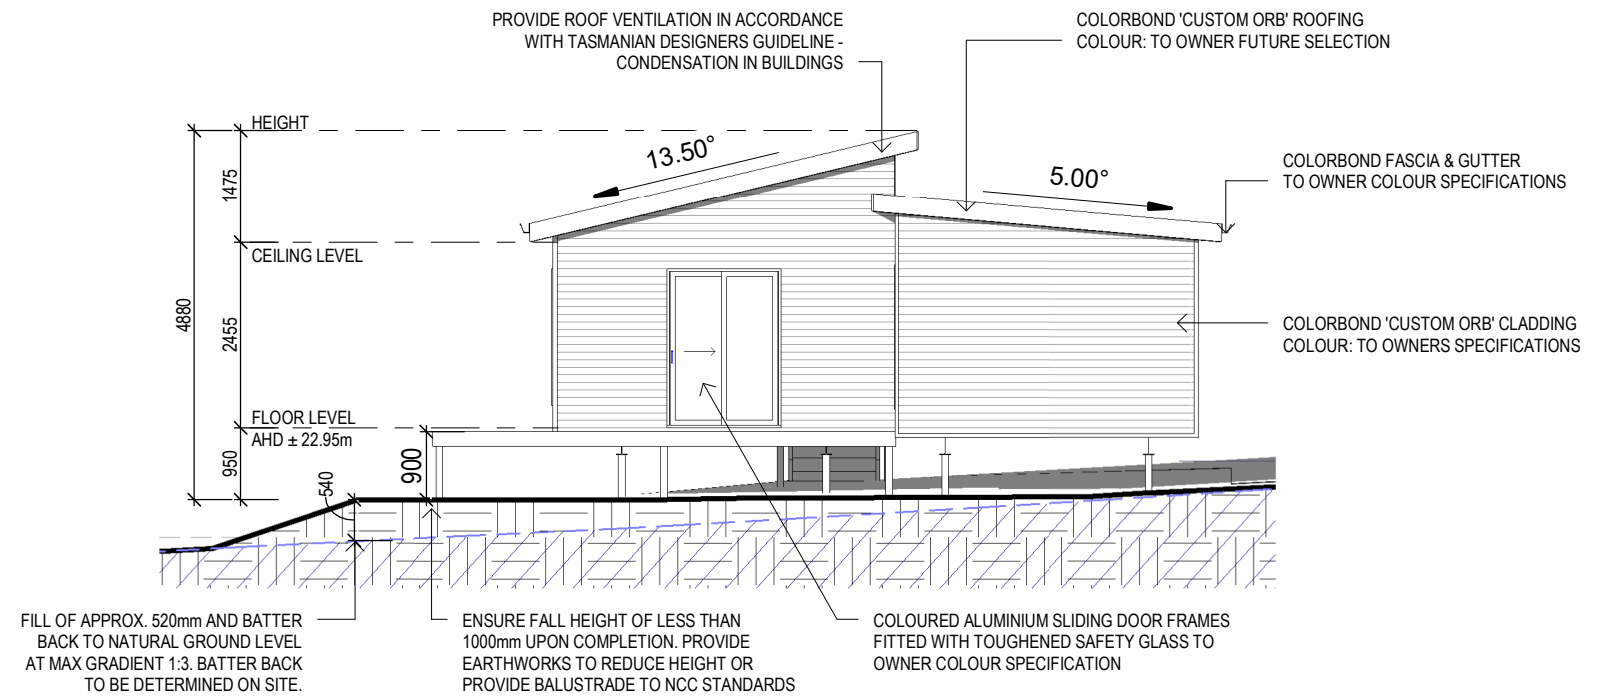 PROVIDE ROOF VENTILATION IN ACCORDANCE
WITH TASMANIAN DESIGNERS GUIDELINE -
CONDENSATION IN BUILDINGS
COLORBOND 'CUSTOM ORB' ROOFING
COLOUR: TO OWNER FUTURE SELECTION
HEIGHT
13.50°
5.00°
COLORBOND FASCIA & GUTTER
TO OWNER COLOUR SPECIFICATIONS
1475
CEILING LEVEL
4880
2455
COLORBOND 'CUSTOM ORB' CLADDING
COLOUR: TO OWNERS SPECIFICATIONS
FLOOR LEVEL
AHD ± 22.95m
950
900
540
FILL OF APPROX. 520mm AND BATTER
BACK TO NATURAL GROUND LEVEL
AT MAX GRADIENT 1:3. BATTER BACK
TO BE DETERMINED ON SITE.
ENSURE FALL HEIGHT OF LESS THAN
1000mm UPON COMPLETION. PROVIDE
EARTHWORKS TO REDUCE HEIGHT OR
PROVIDE BALUSTRADE TO NCC STANDARDS
COLOURED ALUMINIUM SLIDING DOOR FRAMES
FITTED WITH TOUGHENED SAFETY GLASS TO
OWNER COLOUR SPECIFICATION